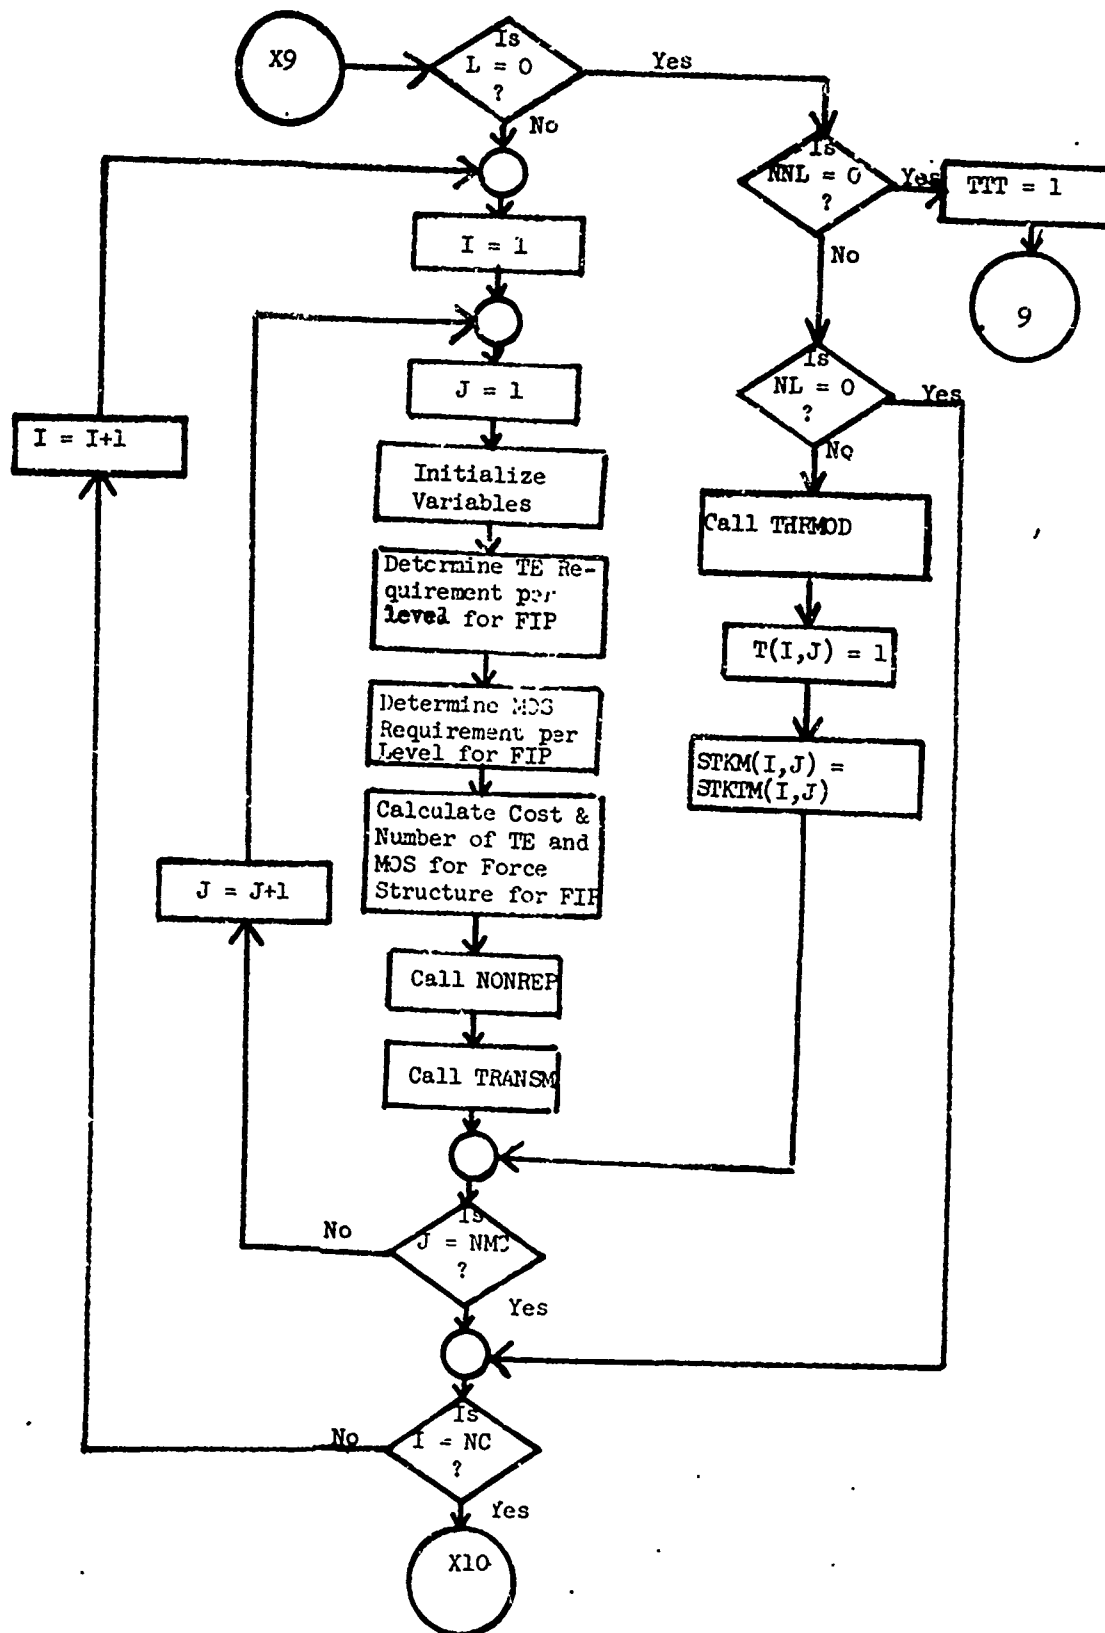 X9
Is
L = 0
?
Yes
No
Is
NNL = 0
?
Yes
TTT = 1
9
No
I = 1
J = 1
Is
NL = 0
?
Yes
No
I = I+1
Initialize
Variables
Call THRMOD
Determine TE Re-
quirement per
level for FIP
T(I,J) = 1
Determine MOS
Requirement per
Level for FIP
STKM(I,J) =
STKTM(I,J)
Calculate Cost &
Number of TE and
MOS for Force
Structure for FIP
J = J+1
Call NONREP
Call TRANSM
Is
J =
?
No
Yes
Is
I = NC
?
No
Yes
X10